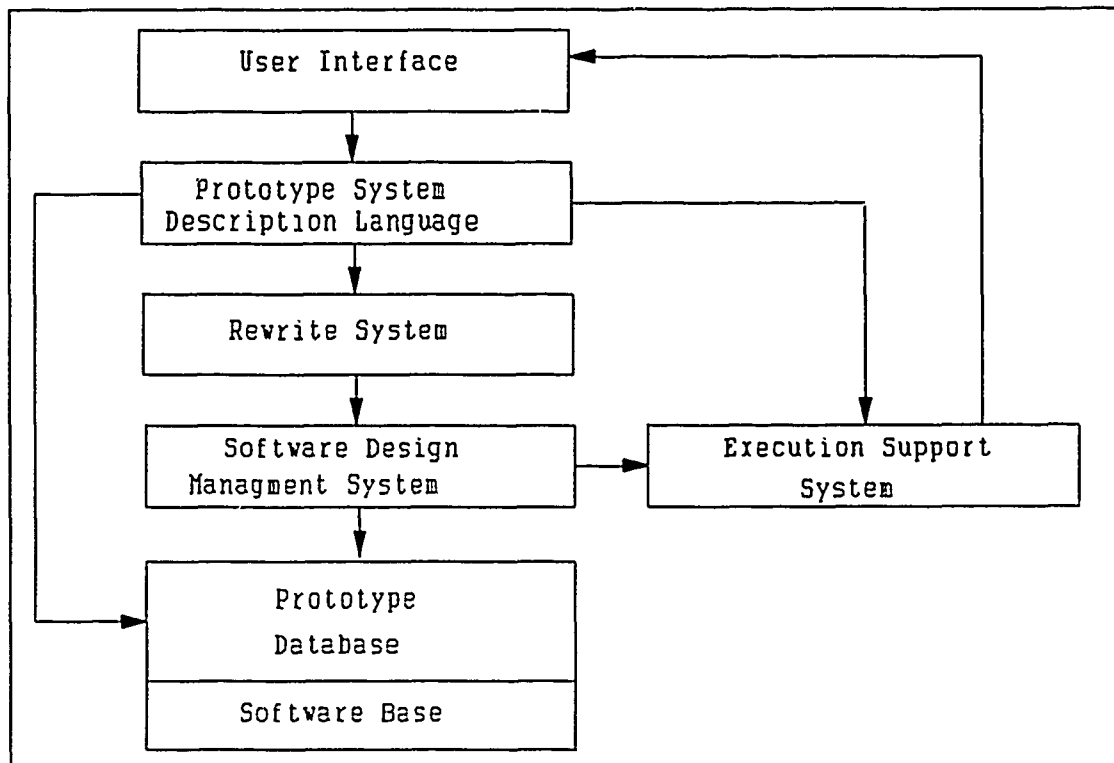 User Interface
Prototype System
Description Language
Rewrite System
Software Design
Managment System
Execution Support
System
Prototype
Database
Software Base